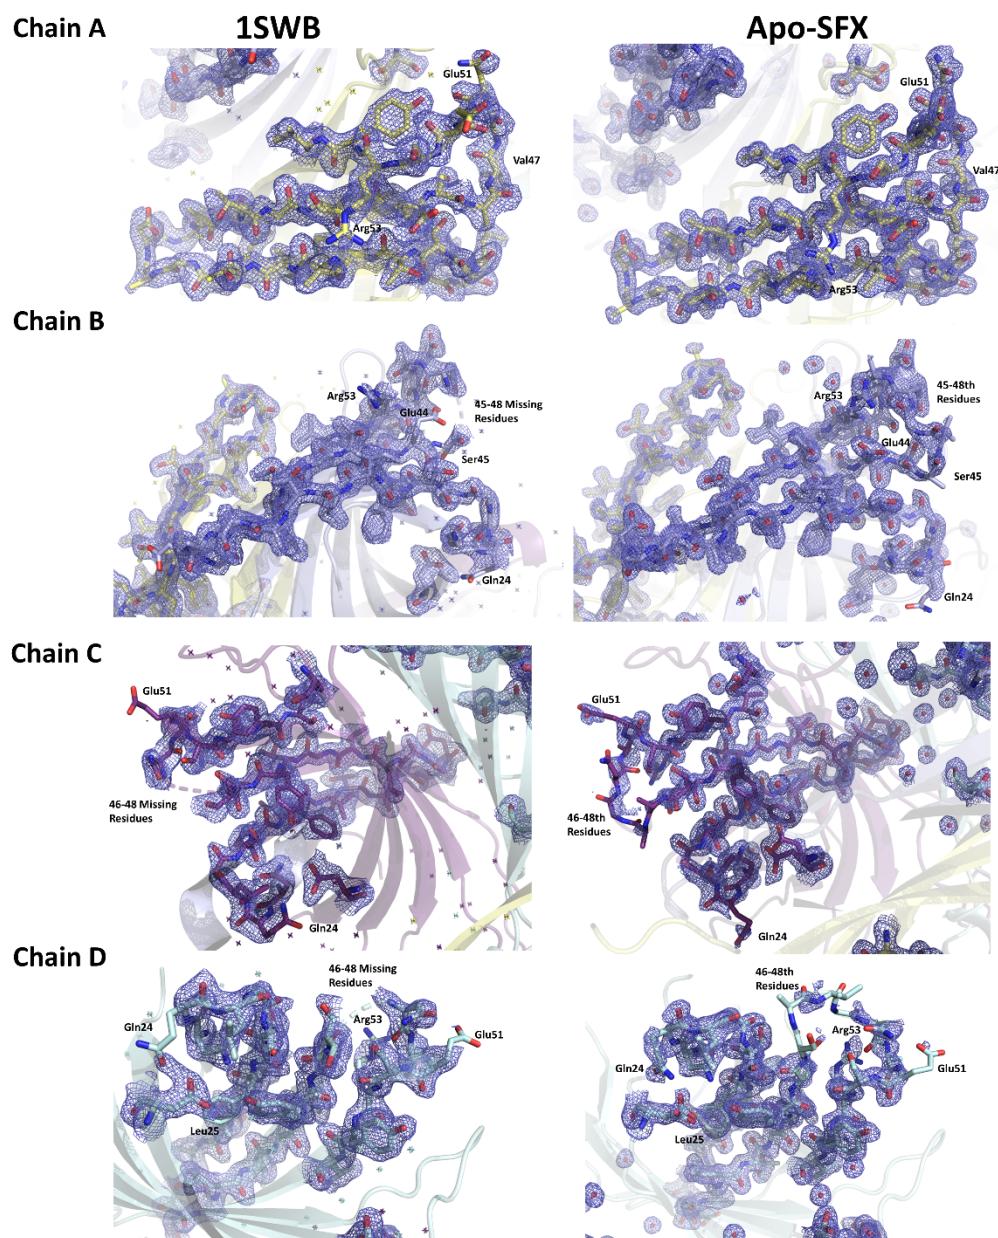 Chain A
1SWB
Apo-SFX
Glu51
Val47
Arg53
Glu51
Val47
Arg53
Chain B
Arg53
Glu44
45-48 Missing
Residues
Ser45
Gln24
Arg53
45-48th
Residues
Glu44
Ser45
Gln24
Chain C
Glu51
46-48 Missing
Residues
Gln24
Glu51
46-48th
Residues
Gln24
Chain D
46-48 Missing
Residues
Gln24
Arg53
Glu51
Leu25
46-48th
Residues
Arg53
Gln24
Glu51
Leu25